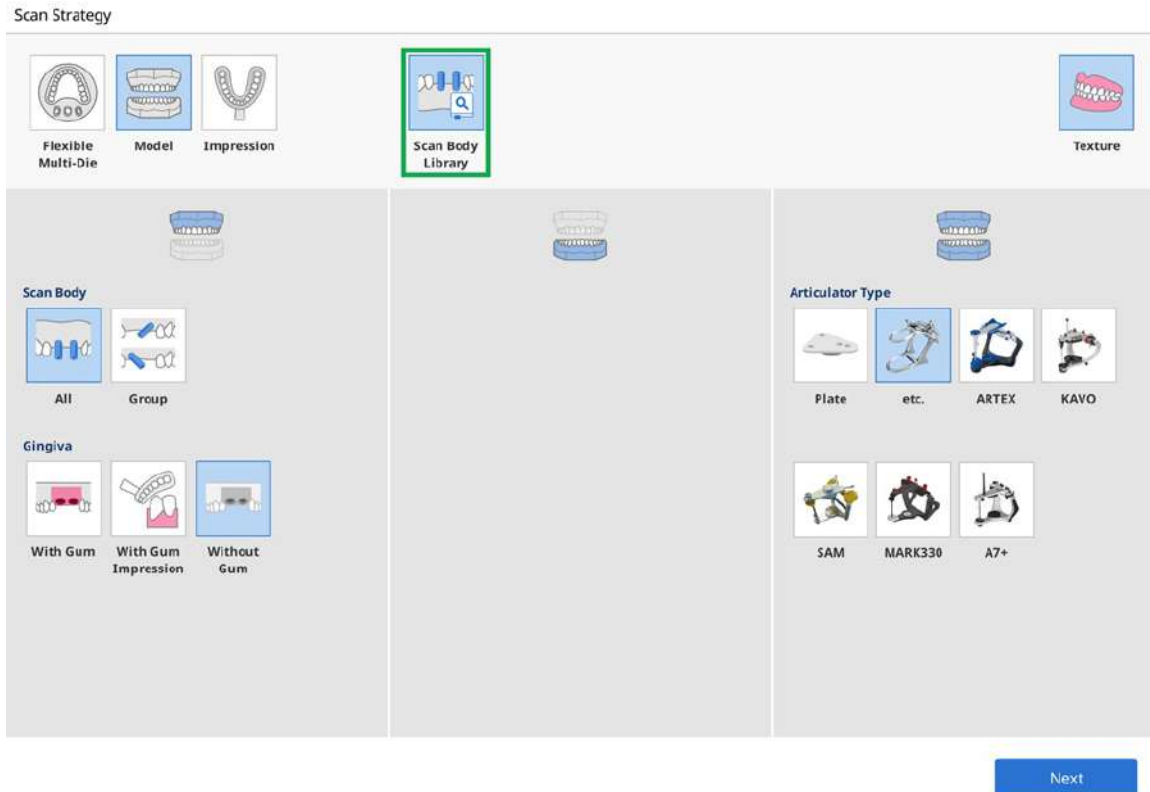 Scan Strategy
Flexible
Multi-Die
Model
Impression
Scan Body
Library
Texture
Scan Body
All
Group
Gingiva
With Gum
With Gum
Impression
Without
Gum
Articulator Type
Plate
etc.
ARTEX
KAVO
SAM
MARK330
A7+
Next